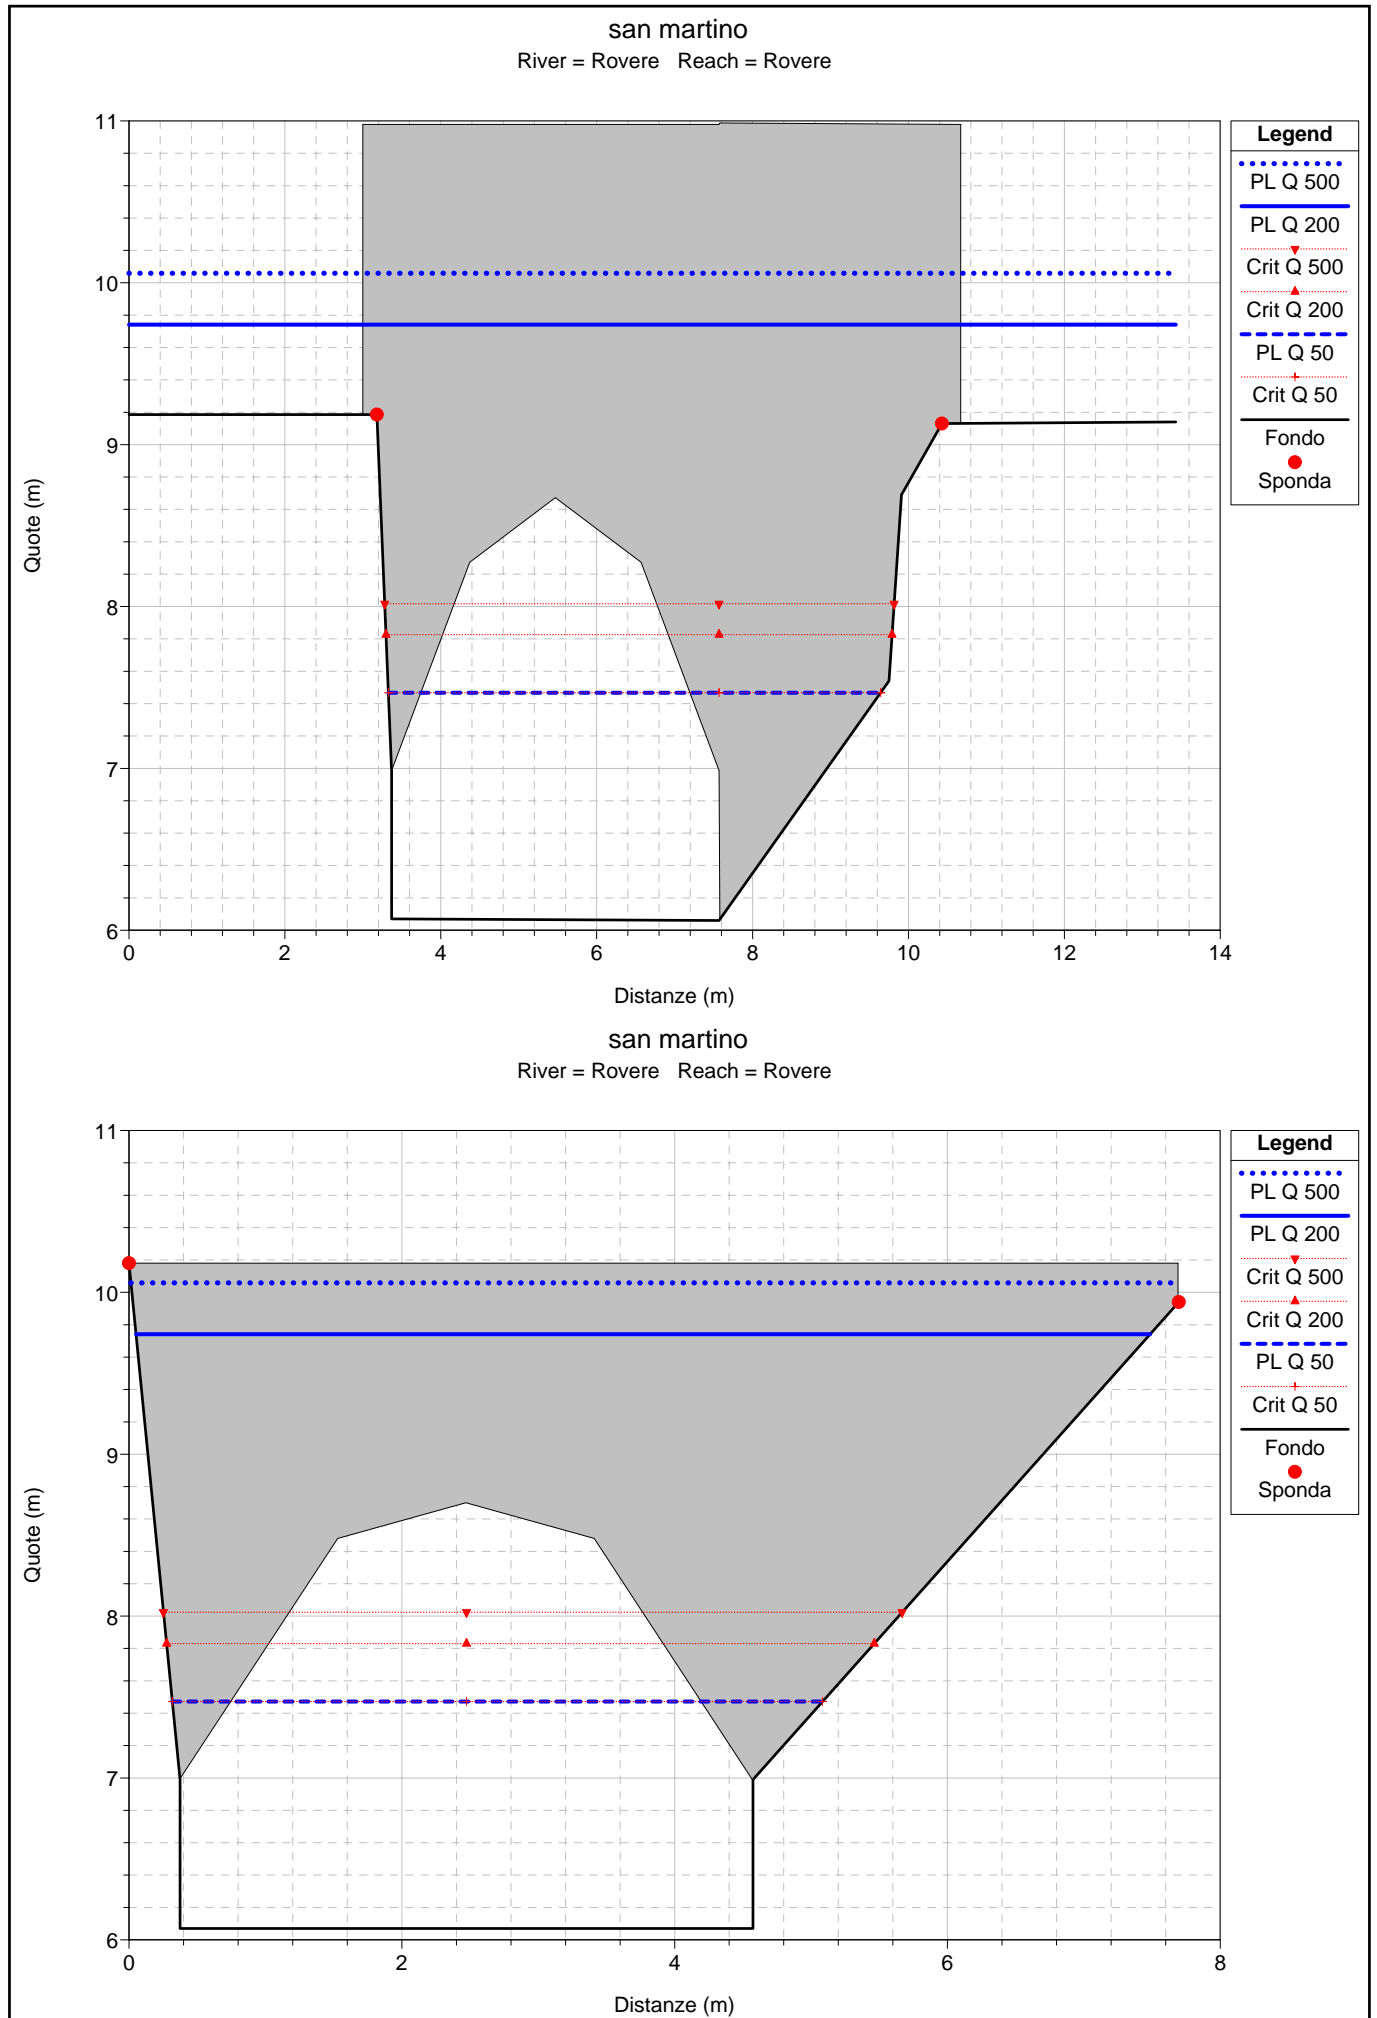 san martino
River = Rovere   Reach = Rovere
11
10
9
8
7
6
0
2
4
6
8
10
12
14
Quote (m)
Distanze (m)
Legend
PL Q 500
PL Q 200
Crit Q 500
Crit Q 200
PL Q 50
Crit Q 50
Fondo
Sponda
san martino
River = Rovere   Reach = Rovere
11
10
9
8
7
6
0
2
4
6
8
Quote (m)
Distanze (m)
Legend
PL Q 500
PL Q 200
Crit Q 500
Crit Q 200
PL Q 50
Crit Q 50
Fondo
Sponda